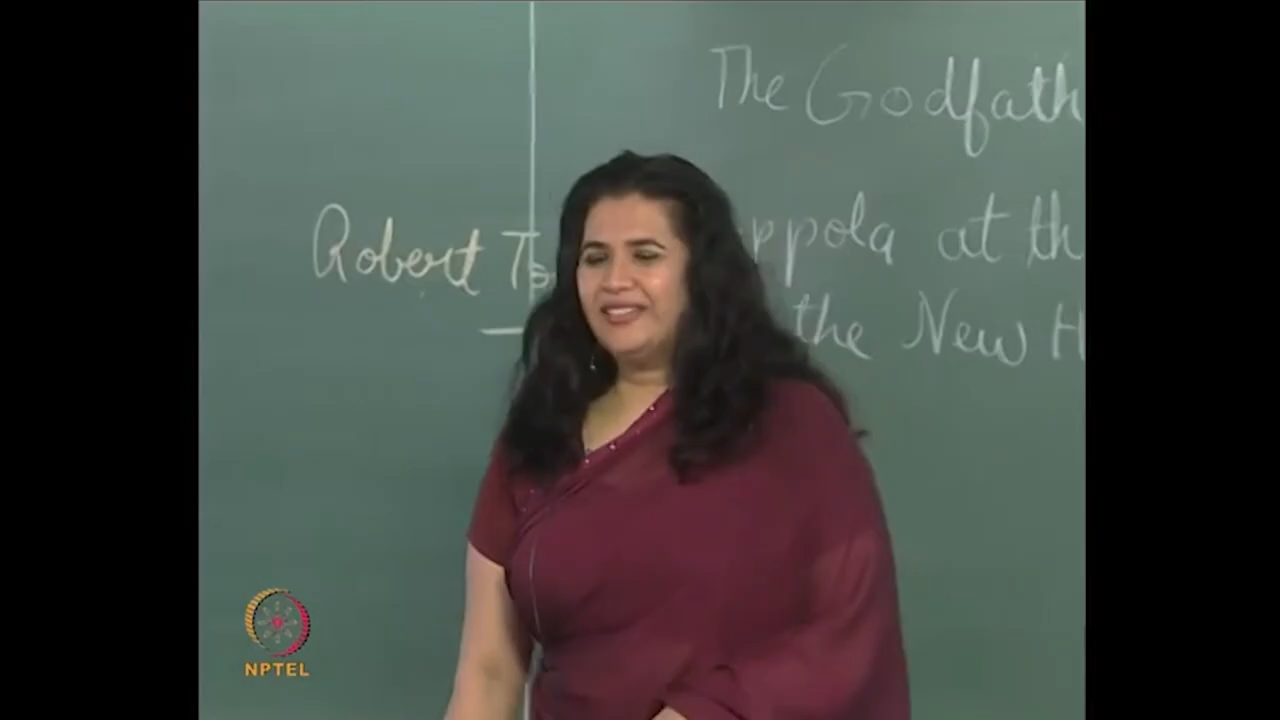 The Godfath
Robert T
ppola at th
the New H
NPTEL